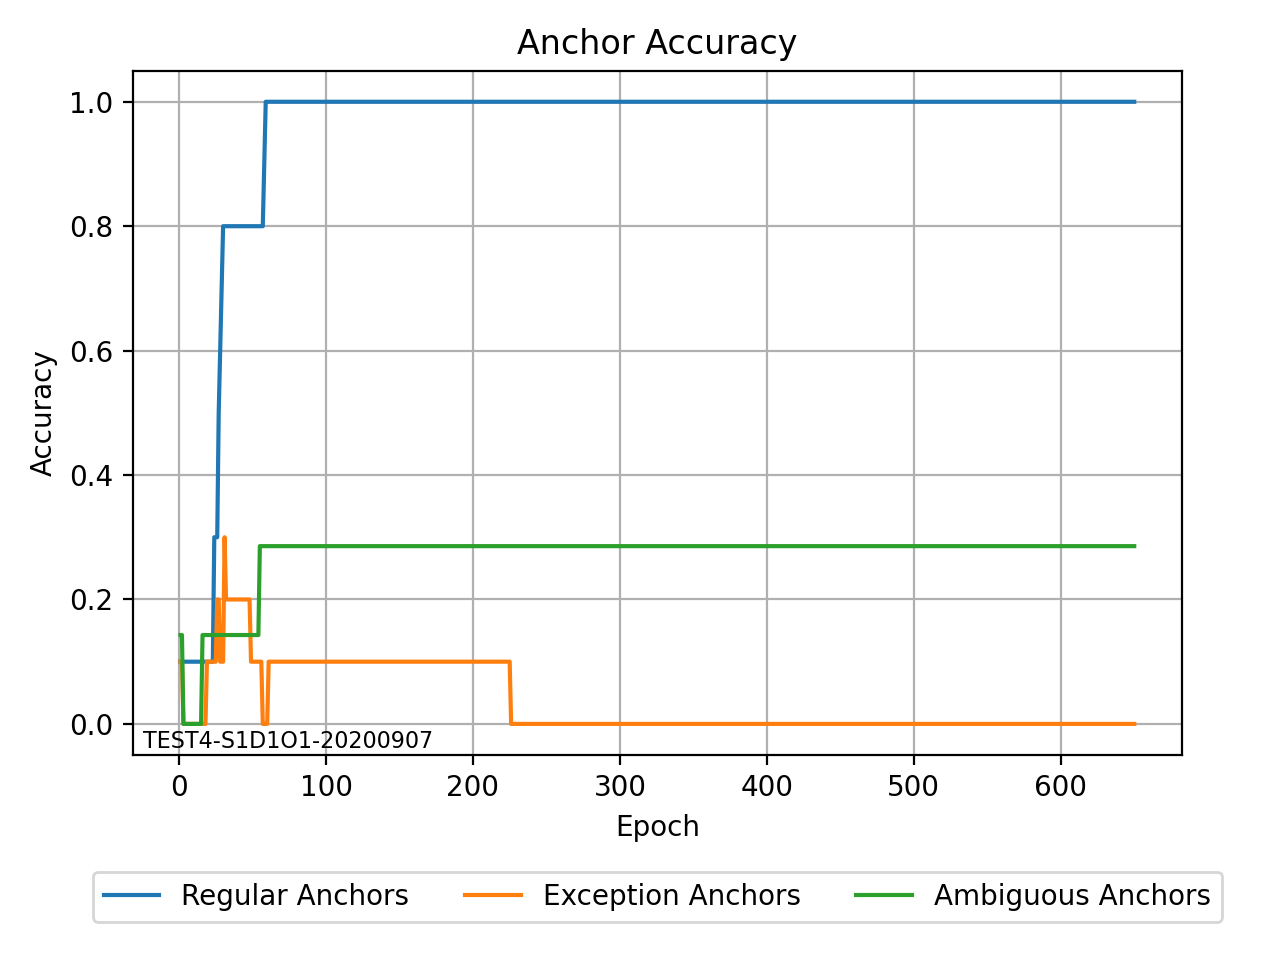 Anchor Accuracy
Accuracy
1.0
0.8
0.6
0.4
0.2
0.0
TEST4-S1D1O1-20200907
0 100 200 300 400 500 600
Epoch
Regular Anchors Exception Anchors Ambiguous Anchors